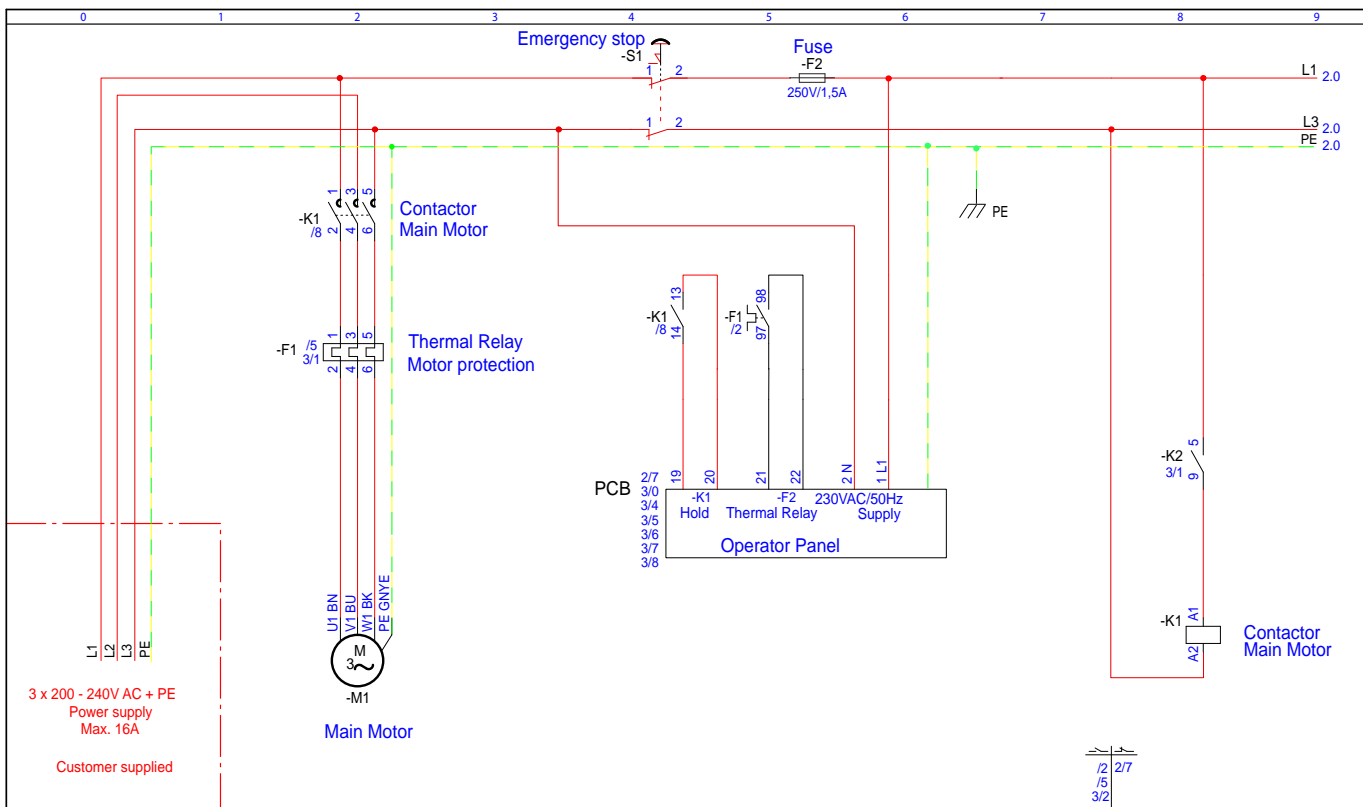 0 1 2 3 4 5 6 7 8 9
Emergency stop
-S1
Fuse
-F2
250V/1,5A
1 2
L1 2.0
1 2
L3 2.0
PE 2.0
1 3 5
-K1
/8
2 4 6
Contactor
Main Motor
PE
-K1
/8
13
14
-F1
/2
98
97
-F1
/5
3/1
1 3 5
2 4 6
Thermal Relay
Motor protection
-K2
3/1
5
9
PCB
2/7
3/0
3/4
3/5
3/6
3/7
3/8
19 20 21 22 2 N 1 L1
-K1 -F2 230VAC/50Hz
Hold Thermal Relay Supply
Operator Panel
U1 BN
V1 BU
W1 BK
PE GNYE
M
3
-M1
Main Motor
L1 L2 L3 PE
3 x 200 - 240V AC + PE
Power supply
Max. 16A
Customer supplied
-K1
A1
A2
Contactor
Main Motor
/2 2/7
/5
3/2